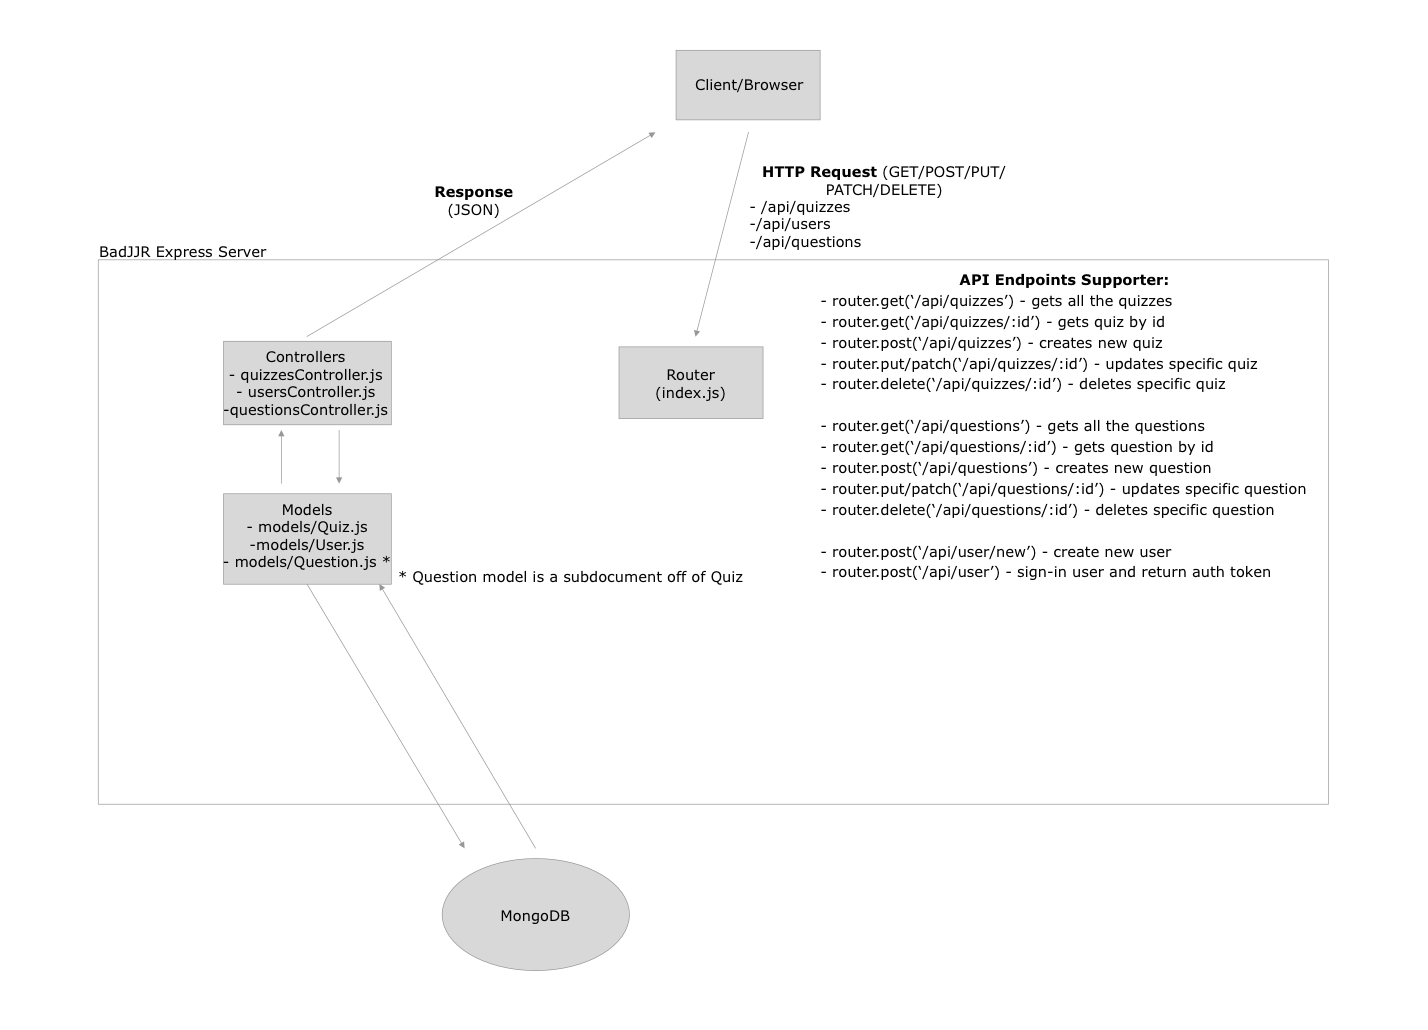 Client/Browser
HTTP Request (GET/POST/PUT/
PATCH/DELETE)
- /api/quizzes
-/api/users
-/api/questions
Response
(JSON)
BadJJR Express Server
API Endpoints Supporter:
- router.get(‘/api/quizzes’) - gets all the quizzes
- router.get(‘/api/quizzes/:id’) - gets quiz by id
- router.post(‘/api/quizzes’) - creates new quiz
- router.put/patch(‘/api/quizzes/:id’) - updates specific quiz
- router.delete(‘/api/quizzes/:id’) - deletes specific quiz
- router.get(‘/api/questions’) - gets all the questions
- router.get(‘/api/questions/:id’) - gets question by id
- router.post(‘/api/questions’) - creates new question
- router.put/patch(‘/api/questions/:id’) - updates specific question
- router.delete(‘/api/questions/:id’) - deletes specific question
- router.post(‘/api/user/new’) - create new user
- router.post(‘/api/user’) - sign-in user and return auth token
Controllers
- quizzesController.js
- usersController.js
-questionsController.js
Router
(index.js)
Models
- models/Quiz.js
-models/User.js
- models/Question.js *
* Question model is a subdocument off of Quiz
MongoDB